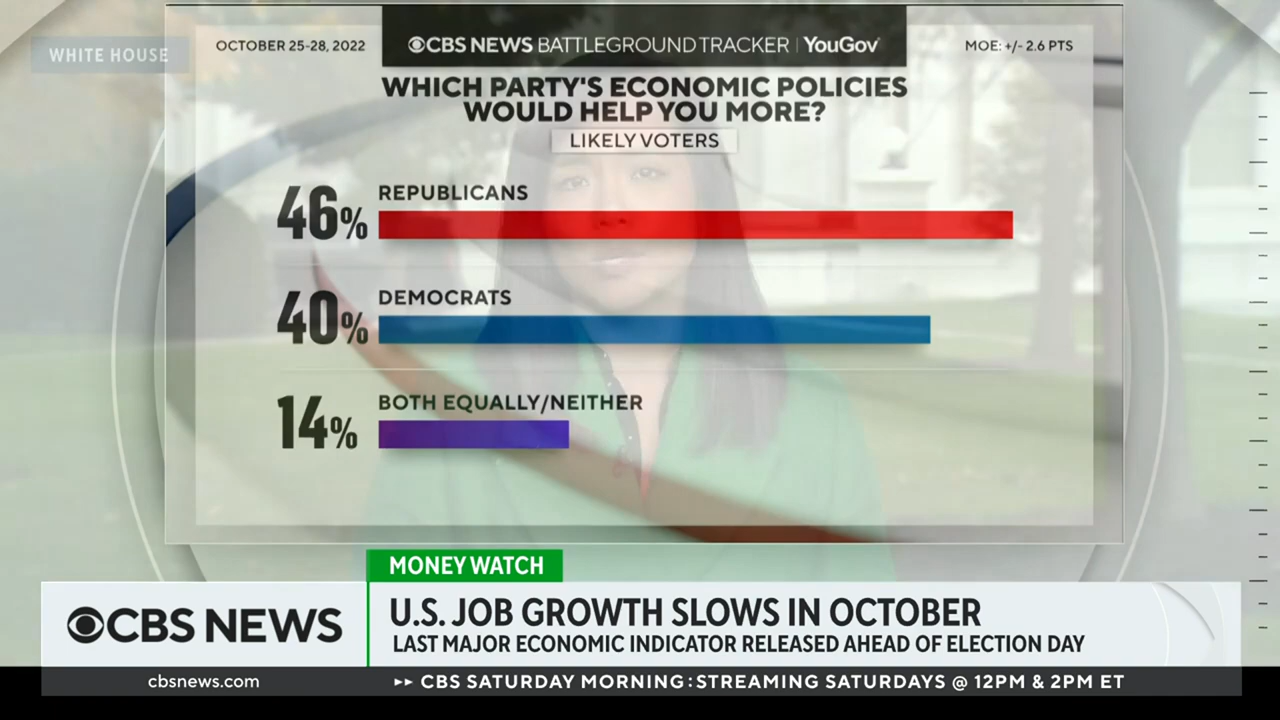 WHITE HOUSE
OCTOBER 25-28, 2022
CBS NEWS BATTLEGROUND TRACKER | YouGov
MOE: +/- 2.6 PTS
WHICH PARTY'S ECONOMIC POLICIES
WOULD HELP YOU MORE?
LIKELY VOTERS
46% REPUBLICANS
40% DEMOCRATS
14% BOTH EQUALLY/NEITHER
MONEY WATCH
CBS NEWS
U.S. JOB GROWTH SLOWS IN OCTOBER
LAST MAJOR ECONOMIC INDICATOR RELEASED AHEAD OF ELECTION DAY
cbsnews.com
CBS SATURDAY MORNING: STREAMING SATURDAYS @ 12PM & 2PM ET